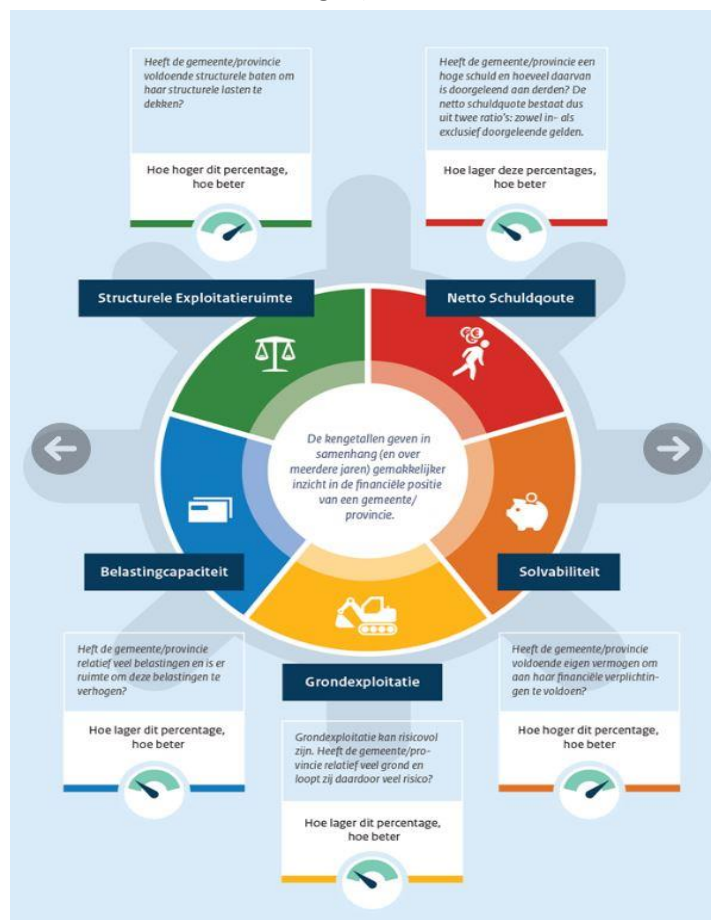 Heeft de gemeente/provincie
voldoende structurele baten om
haar structurele lasten te
dekken?
Hoe hoger dit percentage,
hoe beter
Heeft de gemeente/provincie een
hoge schuld en hoeveel daarvan
is doorgeleend aan derden? De
netto schuldquote bestaat dus
uit twee ratio's: zowel in- als
exclusief doorgeleende gelden.
Hoe lager deze percentages,
hoe beter
Structurele Exploitatieruimte
Netto Schuldqoute
De kengetallen geven in
samenhang (en over
meerdere jaren) gemakkelijker
inzicht in de financiële positie
van een gemeente/
provincie.
Belastingcapaciteit
Solvabiliteit
Grondexploitatie
Heft de gemeente/provincie
relatief veel belastingen en is er
ruimte om deze belastingen te
verhogen?
Hoe lager dit percentage,
hoe beter
Grondexploitatie kan risicovol
zijn. Heeft de gemeente/pro-
vincie relatief veel grond en
loopt zij daardoor veel risico?
Hoe lager dit percentage,
hoe beter
Heeft de gemeente/provincie
voldoende eigen vermogen om
aan haar financiële verplichtin-
gen te voldoen?
Hoe hoger dit percentage,
hoe beter